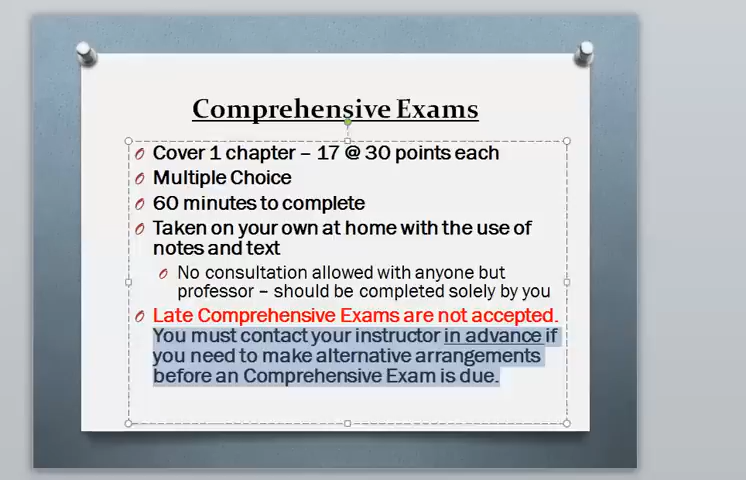 Comprehensive Exams
Cover 1 chapter – 17 @ 30 points each
Multiple Choice
60 minutes to complete
Taken on your own at home with the use of
notes and text
No consultation allowed with anyone but
professor – should be completed solely by you
Late Comprehensive Exams are not accepted.
You must contact your instructor in advance if
you need to make alternative arrangements
before an Comprehensive Exam is due.